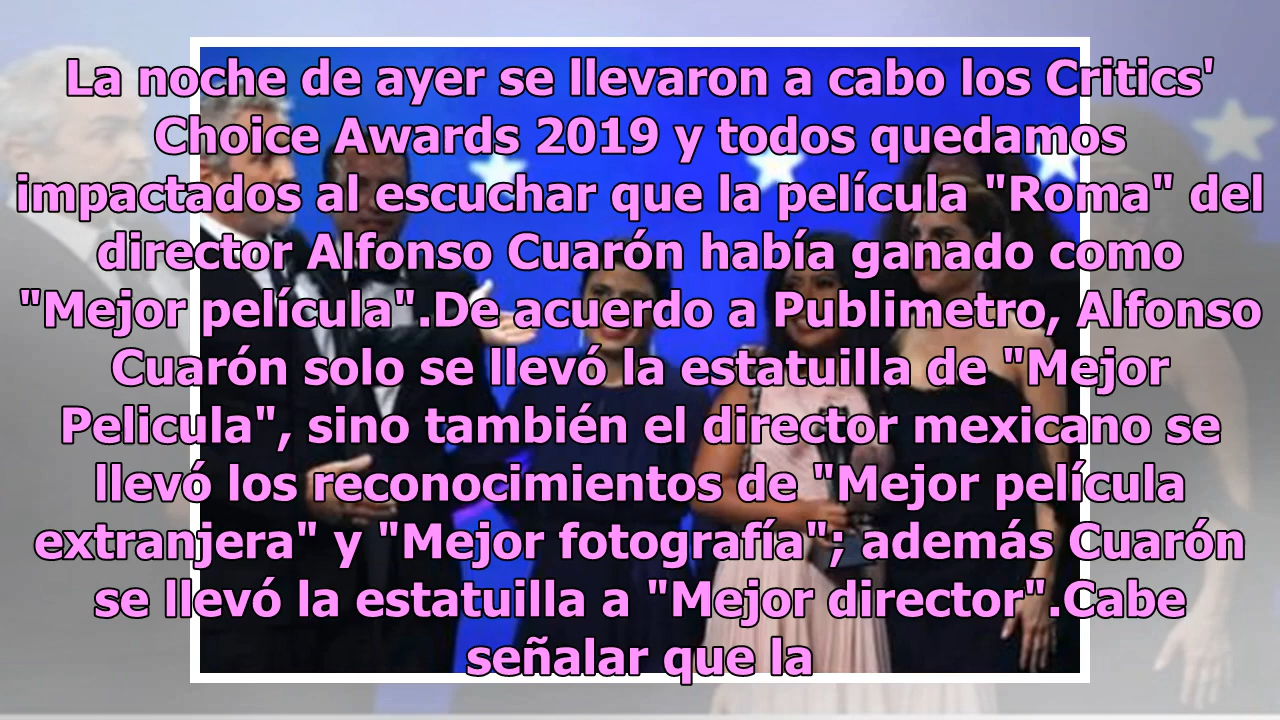 La noche de ayer se llevaron a cabo los Critics'
Choice Awards 2019 y todos quedamos
impactados al escuchar que la película "Roma" del
director Alfonso Cuarón había ganado como
"Mejor película".De acuerdo a Publimetro, Alfonso
Cuarón solo se llevó la estatuilla de "Mejor
Pelicula", sino también el director mexicano se
llevó los reconocimientos de "Mejor película
extranjera" y "Mejor fotografía"; además Cuarón
se llevó la estatuilla a "Mejor director".Cabe
señalar que la